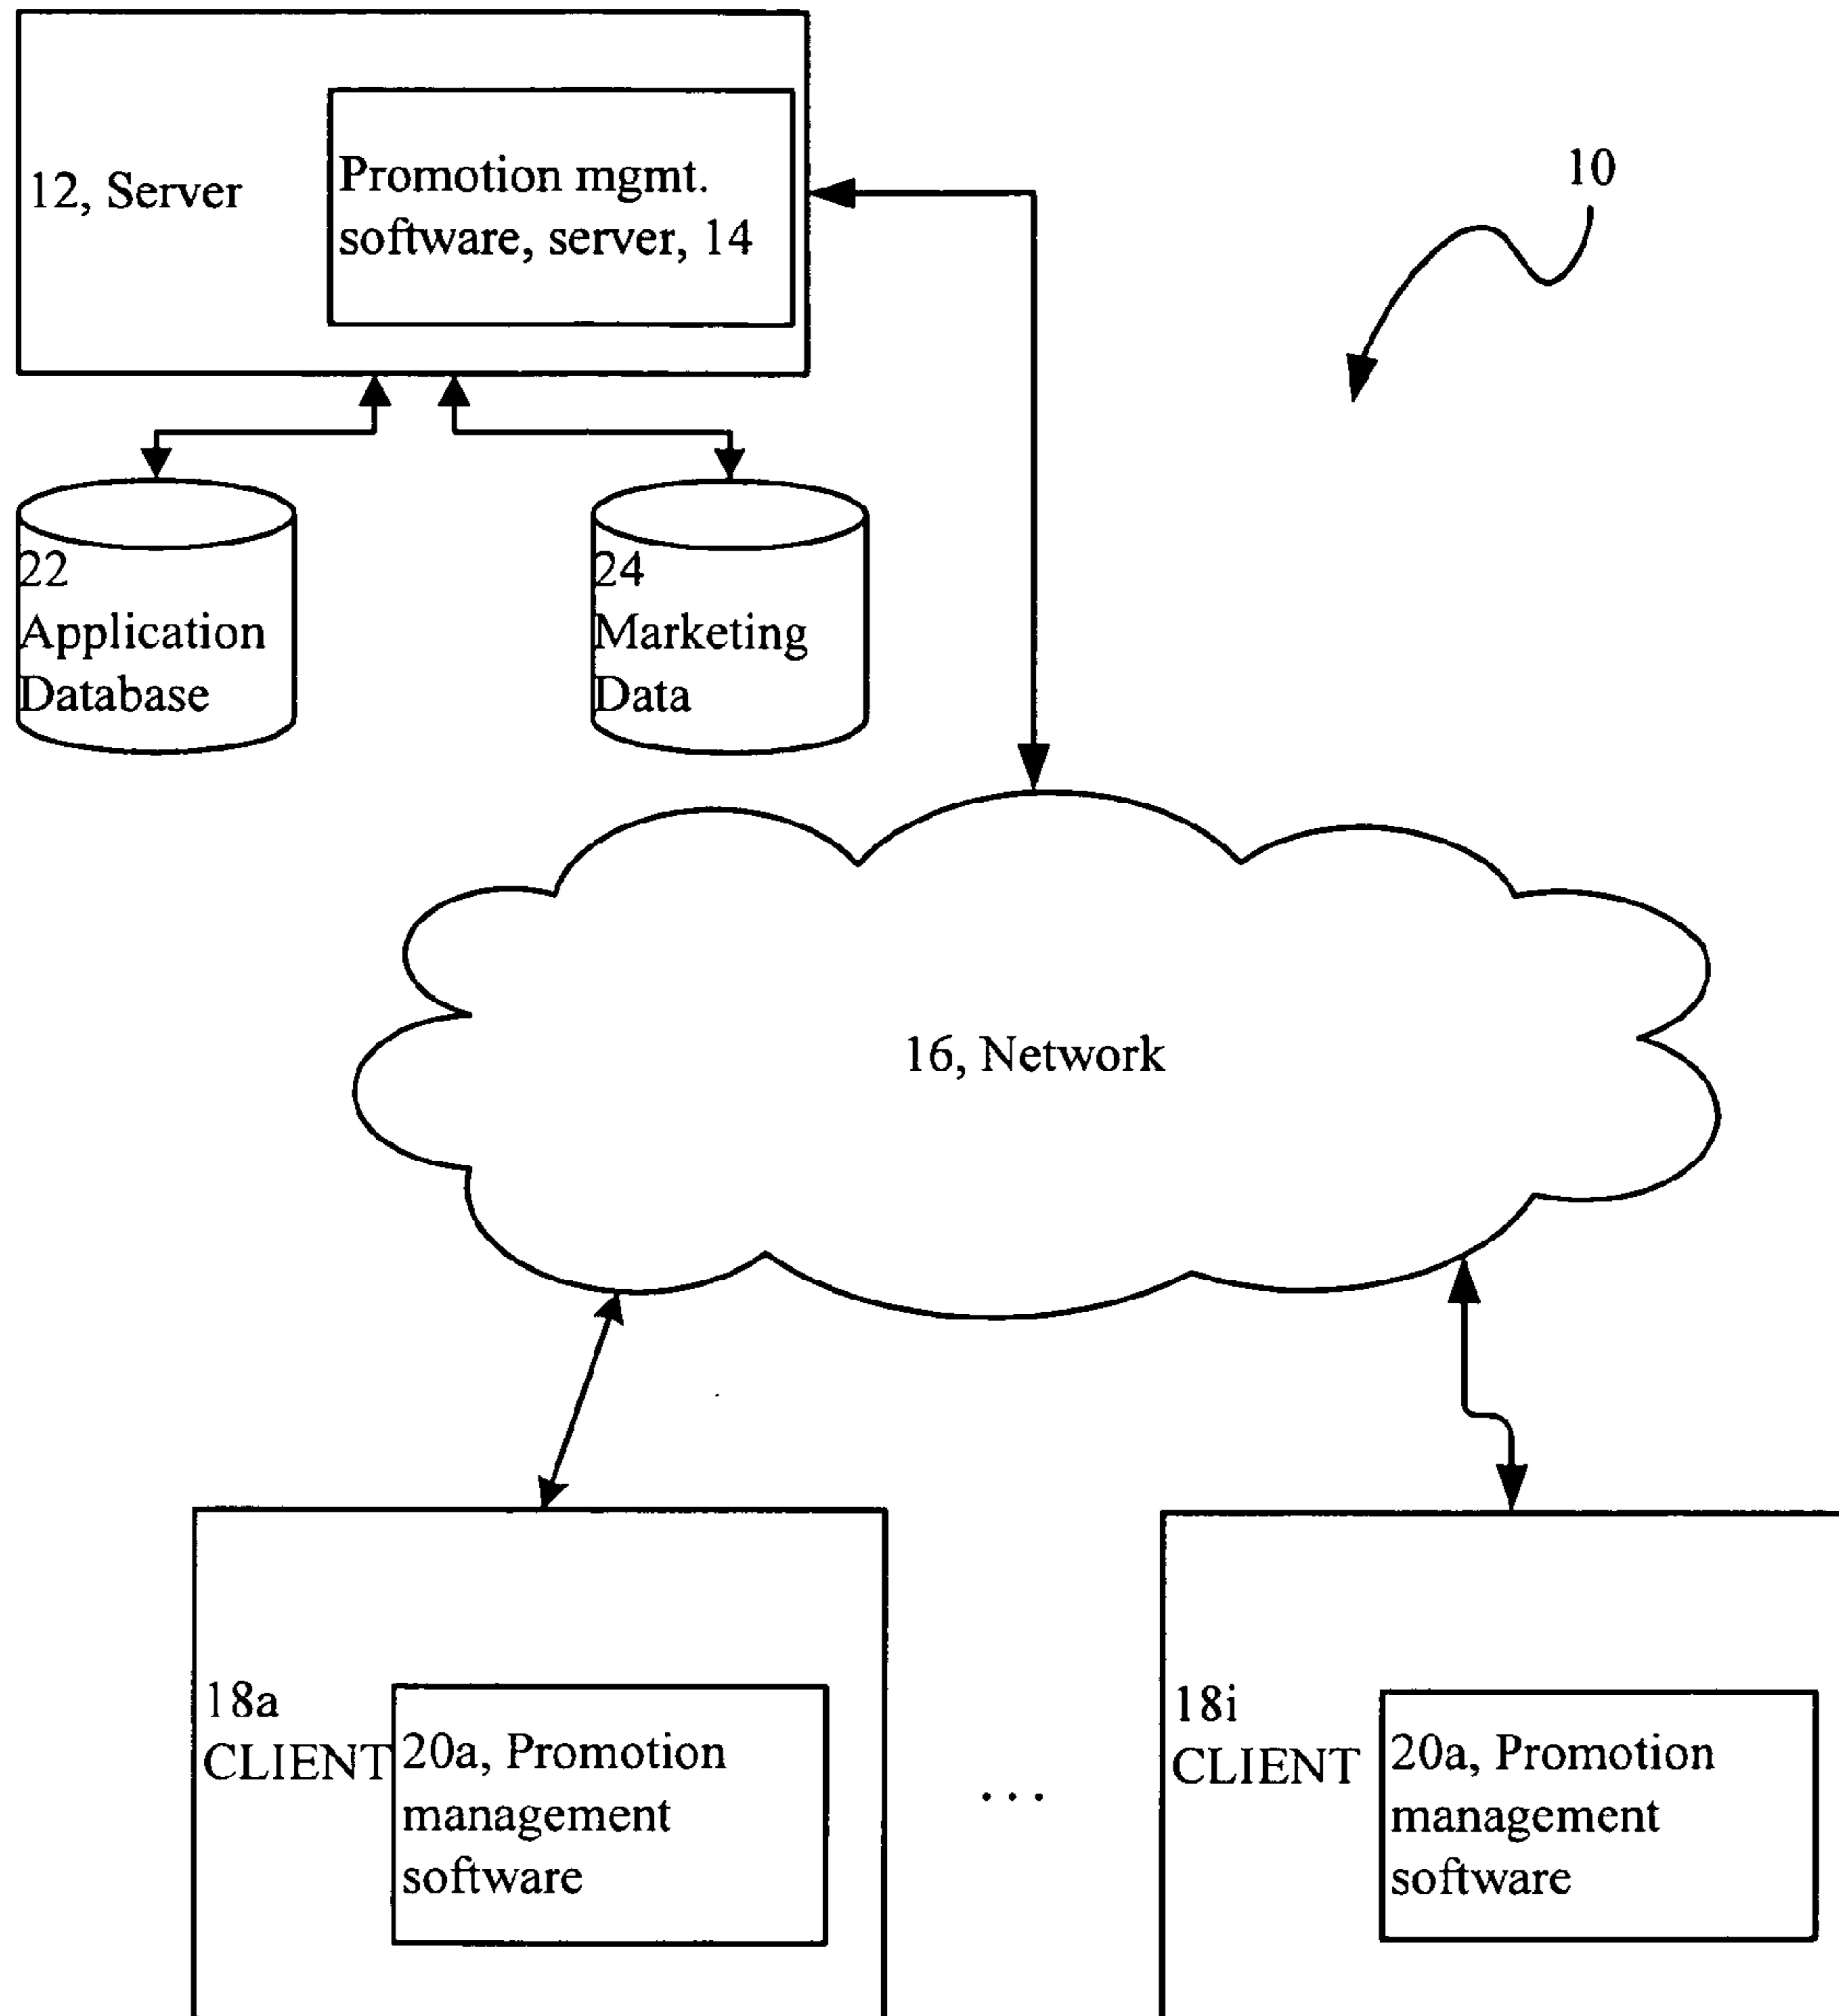 12, Server
Promotion mgmt.
software, server, 14
10
22
Application
Database
24
Marketing
Data
16, Network
18a
CLIENT
20a, Promotion
management
software
...
18i
CLIENT
20a, Promotion
management
software